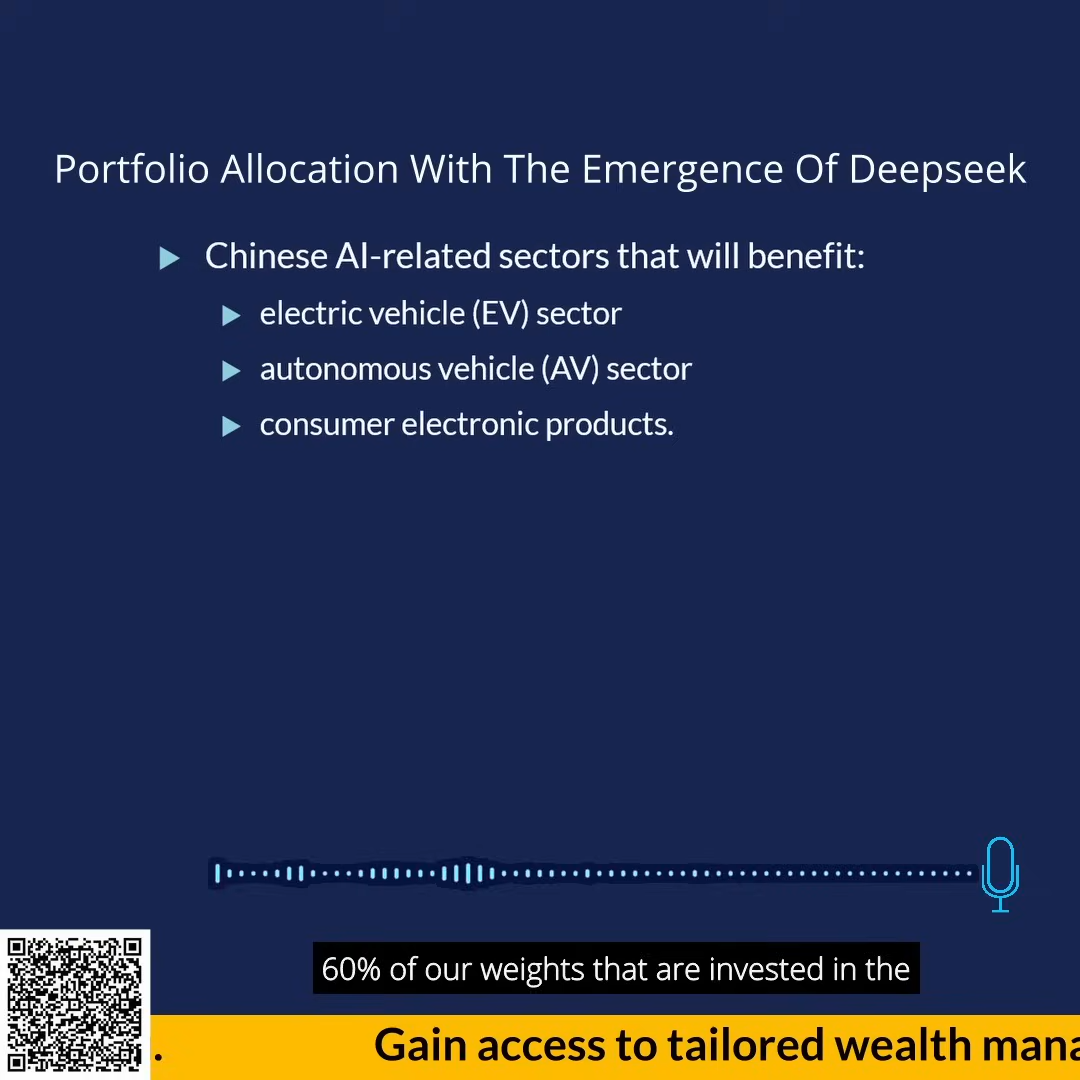 Portfolio Allocation With The Emergence Of Deepseek
Chinese AI-related sectors that will benefit:
electric vehicle (EV) sector
autonomous vehicle (AV) sector
consumer electronic products.
60% of our weights that are invested in the
. Gain access to tailored wealth mana